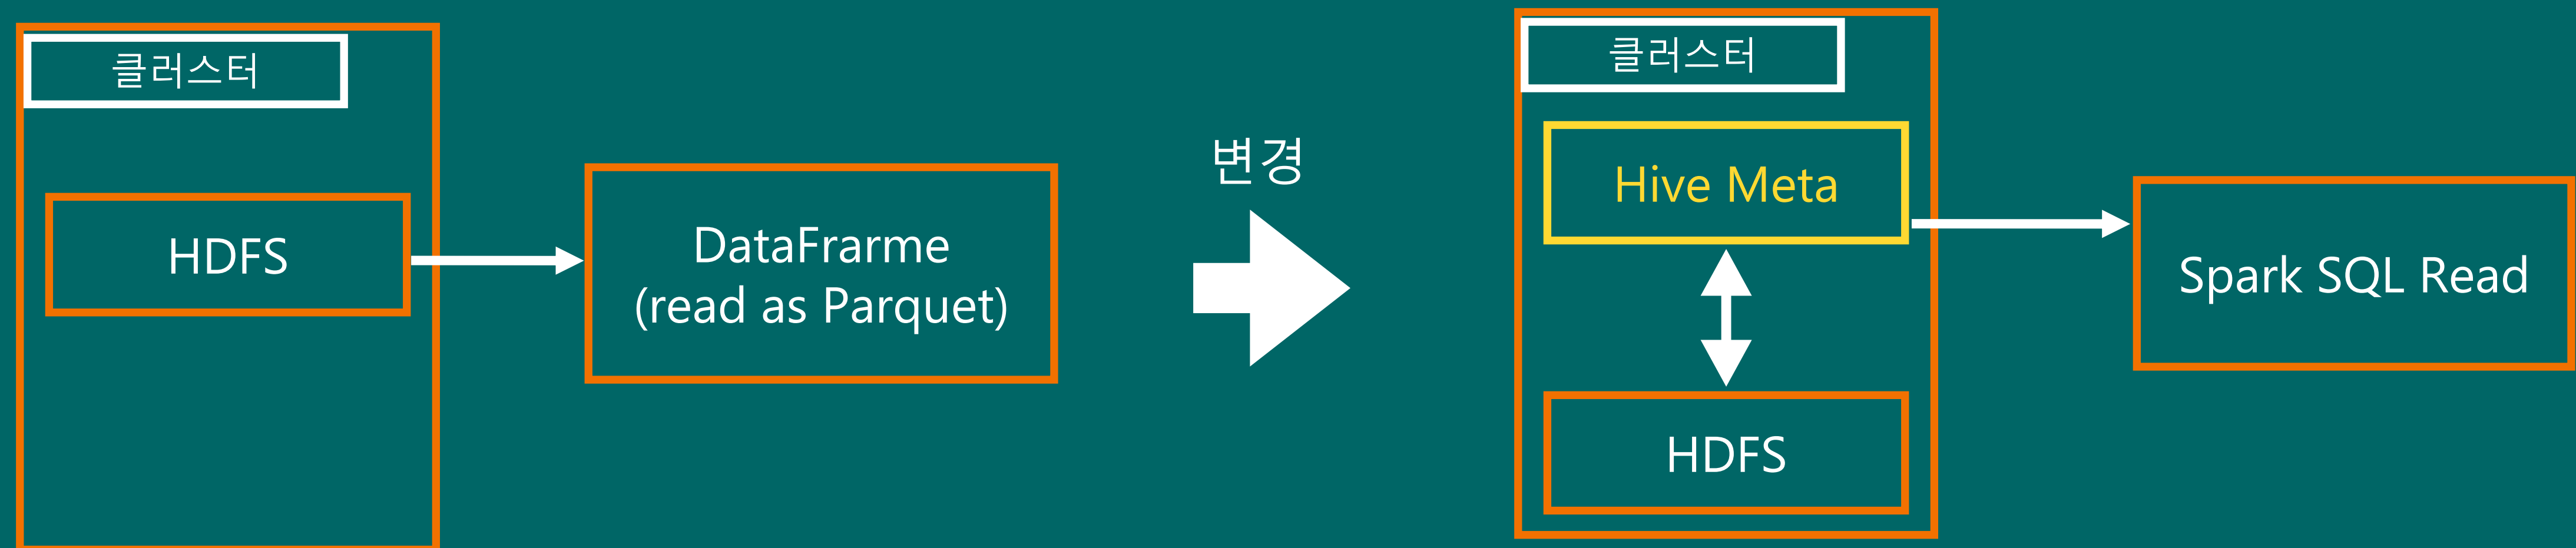 클러스터
HDFS
DataFrarme
(read as Parquet)
변경
클러스터
Hive Meta
HDFS
Spark SQL Read